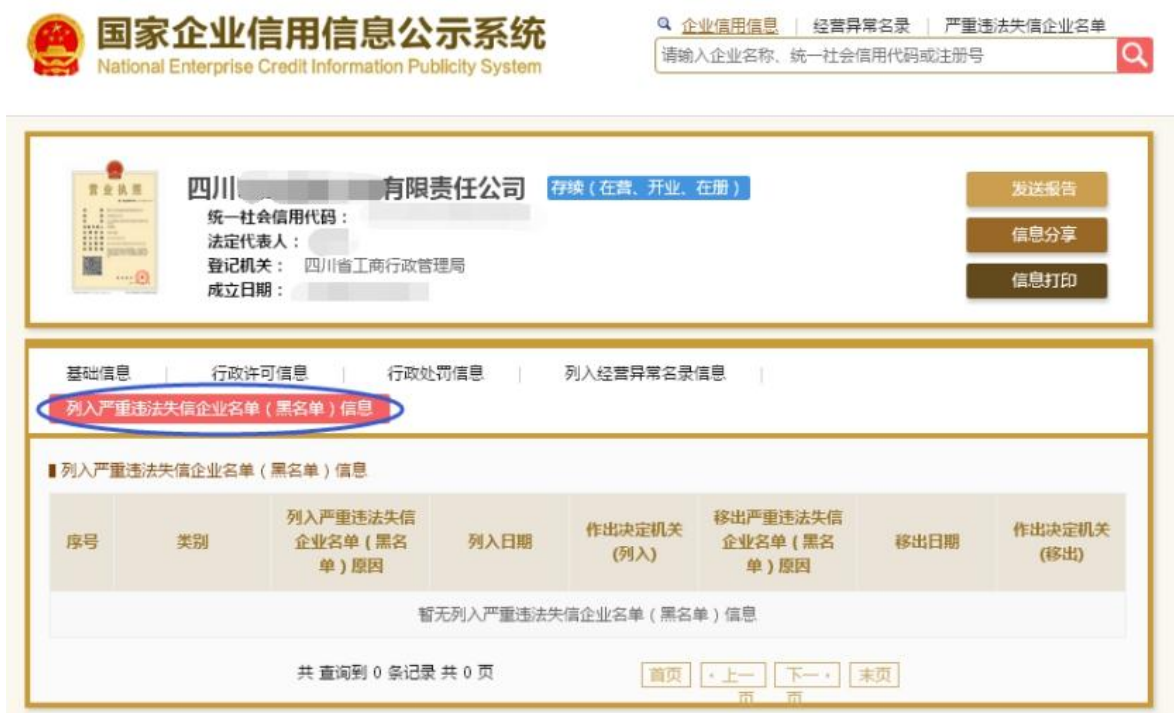 国家企业信用信息公示系统
National Enterprise Credit Information Publicity System
企业信用信息 | 经营异常名录 | 严重违法失信企业名单
请输入企业名称、统一社会信用代码或注册号
营业执照
四川 有限责任公司 存续（在营、开业、在册）
统一社会信用代码：
法定代表人：
登记机关： 四川省工商行政管理局
成立日期：
发送报告
信息分享
信息打印
基础信息 | 行政许可信息 | 行政处罚信息 | 列入经营异常名录信息 |
列入严重违法失信企业名单（黑名单）信息
列入严重违法失信企业名单（黑名单）信息
序号
类别
列入严重违法失信
企业名单（黑名
单）原因
列入日期
作出决定机关
(列入)
移出严重违法失信
企业名单（黑名
单）原因
移出日期
作出决定机关
(移出)
暂无列入严重违法失信企业名单（黑名单）信息
共 查询到 0 条记录 共 0 页
首页
上一
页
下一
页
末页